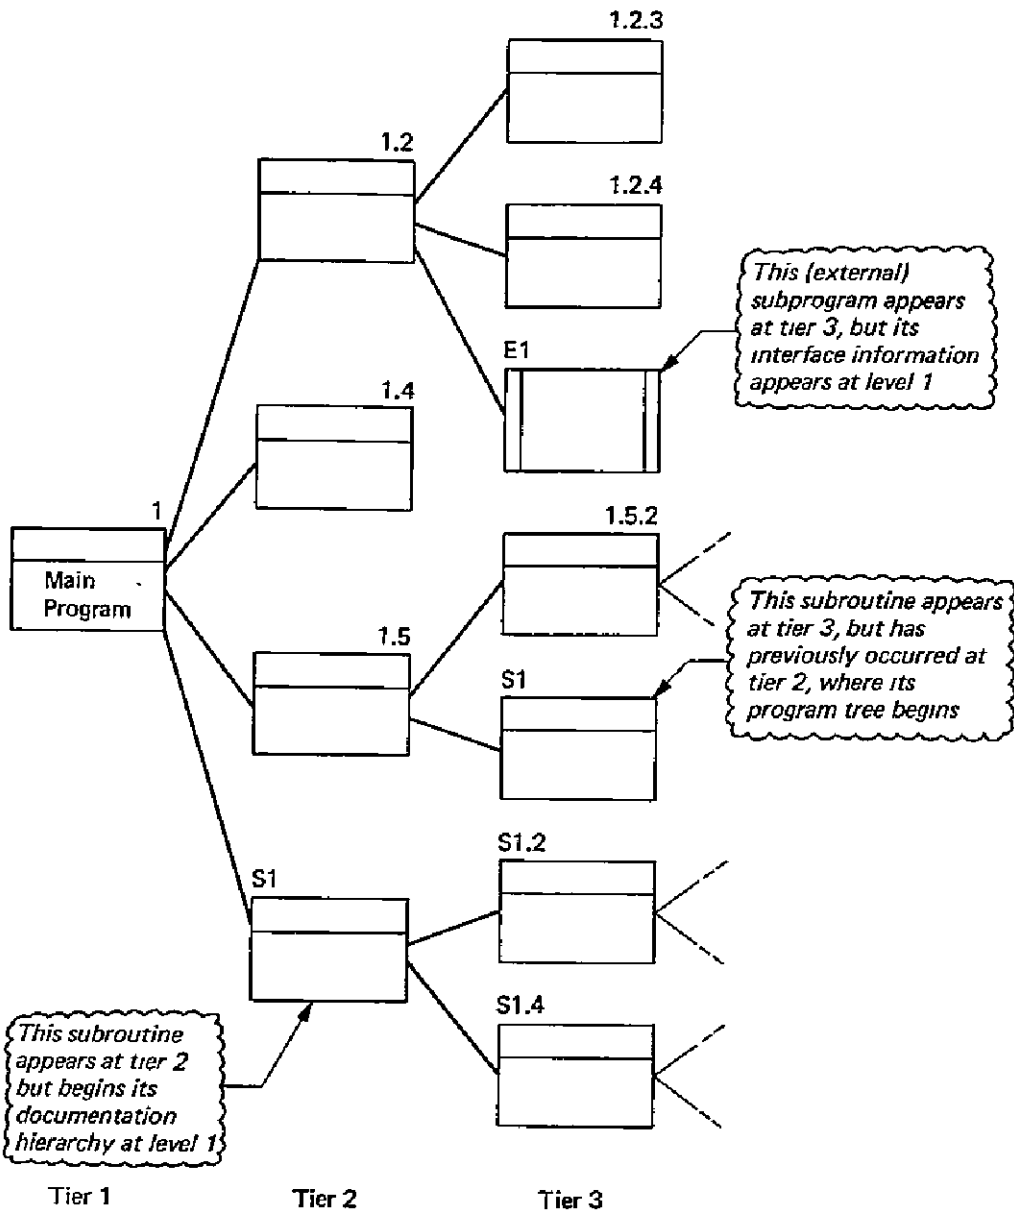 1.2.3
1.2
1.2.4
This (external)
subprogram appears
at tier 3, but its
interface information
appears at level 1
E1
1.4
1
Main
Program
1.5.2
This subroutine appears
at tier 3, but has
previously occurred at
tier 2, where its
program tree begins
1.5
S1
S1.2
S1
S1.4
This subroutine
appears at tier 2
but begins its
documentation
hierarchy at level 1
Tier 1
Tier 2
Tier 3